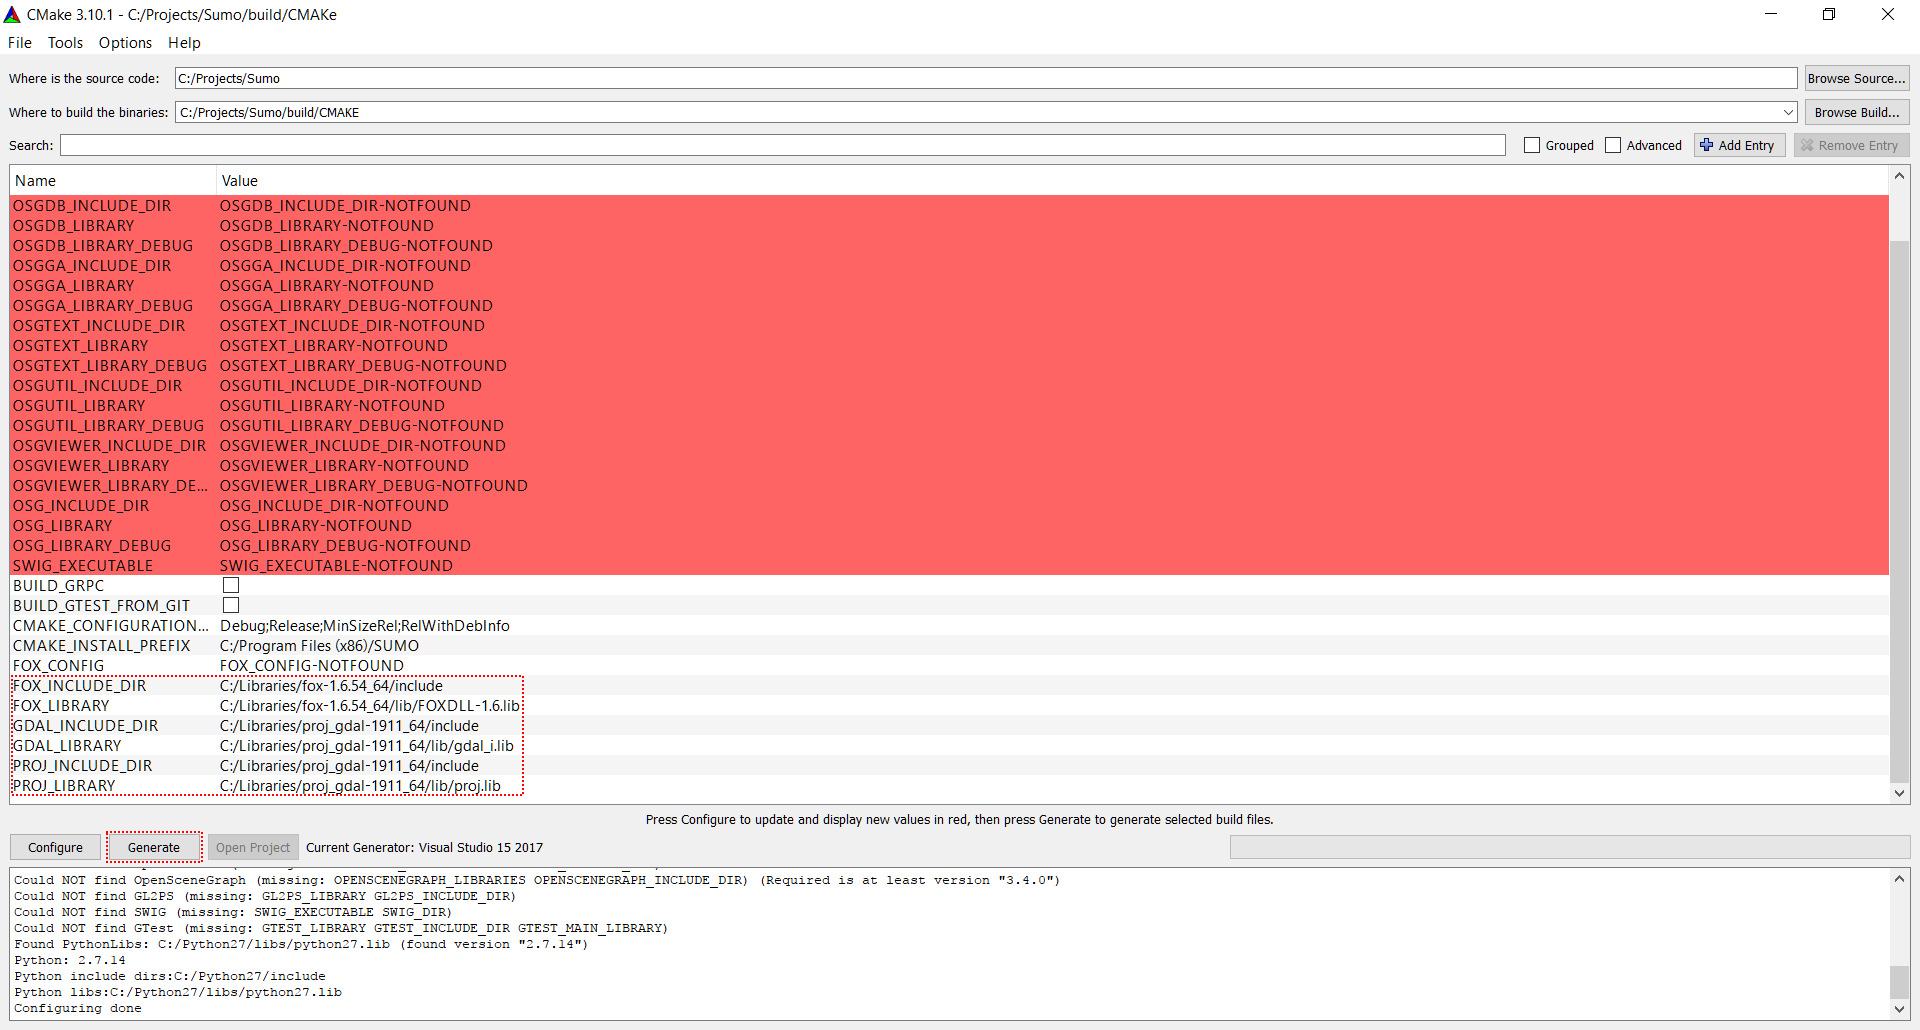 CMake 3.10.1 - C:/Projects/Sumo/build/CMAKe
File Tools Options Help
Where is the source code: C:/Projects/Sumo Browse Source...
Where to build the binaries: C:/Projects/Sumo/build/CMAKE Browse Build...
Search: Grouped Advanced Add Entry Remove Entry
Name Value
OSGDB_INCLUDE_DIR OSGDB_INCLUDE_DIR-NOTFOUND
OSGDB_LIBRARY OSGDB_LIBRARY-NOTFOUND
OSGDB_LIBRARY_DEBUG OSGDB_LIBRARY_DEBUG-NOTFOUND
OSGGA_INCLUDE_DIR OSGGA_INCLUDE_DIR-NOTFOUND
OSGGA_LIBRARY OSGGA_LIBRARY-NOTFOUND
OSGGA_LIBRARY_DEBUG OSGGA_LIBRARY_DEBUG-NOTFOUND
OSGTEXT_INCLUDE_DIR OSGTEXT_INCLUDE_DIR-NOTFOUND
OSGTEXT_LIBRARY OSGTEXT_LIBRARY-NOTFOUND
OSGTEXT_LIBRARY_DEBUG OSGTEXT_LIBRARY_DEBUG-NOTFOUND
OSGUTIL_INCLUDE_DIR OSGUTIL_INCLUDE_DIR-NOTFOUND
OSGUTIL_LIBRARY OSGUTIL_LIBRARY-NOTFOUND
OSGUTIL_LIBRARY_DEBUG OSGUTIL_LIBRARY_DEBUG-NOTFOUND
OSGVIEWER_INCLUDE_DIR OSGVIEWER_INCLUDE_DIR-NOTFOUND
OSGVIEWER_LIBRARY OSGVIEWER_LIBRARY-NOTFOUND
OSGVIEWER_LIBRARY_DE... OSGVIEWER_LIBRARY_DEBUG-NOTFOUND
OSG_INCLUDE_DIR OSG_INCLUDE_DIR-NOTFOUND
OSG_LIBRARY OSG_LIBRARY-NOTFOUND
OSG_LIBRARY_DEBUG OSG_LIBRARY_DEBUG-NOTFOUND
SWIG_EXECUTABLE SWIG_EXECUTABLE-NOTFOUND
BUILD_GRPC
BUILD_GTEST_FROM_GIT
CMAKE_CONFIGURATION... Debug;Release;MinSizeRel;RelWithDebInfo
CMAKE_INSTALL_PREFIX C:/Program Files (x86)/SUMO
FOX_CONFIG FOX_CONFIG-NOTFOUND
FOX_INCLUDE_DIR C:/Libraries/fox-1.6.54_64/include
FOX_LIBRARY C:/Libraries/fox-1.6.54_64/lib/FOXDLL-1.6.lib
GDAL_INCLUDE_DIR C:/Libraries/proj_gdal-1911_64/include
GDAL_LIBRARY C:/Libraries/proj_gdal-1911_64/lib/gdal_i.lib
PROJ_INCLUDE_DIR C:/Libraries/proj_gdal-1911_64/include
PROJ_LIBRARY C:/Libraries/proj_gdal-1911_64/lib/proj.lib
Press Configure to update and display new values in red, then press Generate to generate selected build files.
Configure Generate Open Project Current Generator: Visual Studio 15 2017
Could NOT find OpenSceneGraph (missing: OPENSCENEGRAPH_LIBRARIES OPENSCENEGRAPH_INCLUDE_DIR) (Required is at least version "3.4.0")
Could NOT find GL2PS (missing: GL2PS_LIBRARY GL2PS_INCLUDE_DIR)
Could NOT find SWIG (missing: SWIG_EXECUTABLE SWIG_DIR)
Could NOT find GTest (missing: GTEST_LIBRARY GTEST_INCLUDE_DIR GTEST_MAIN_LIBRARY)
Found PythonLibs: C:/Python27/libs/python27.lib (found version "2.7.14")
Python: 2.7.14
Python include dirs:C:/Python27/include
Python libs:C:/Python27/libs/python27.lib
Configuring done